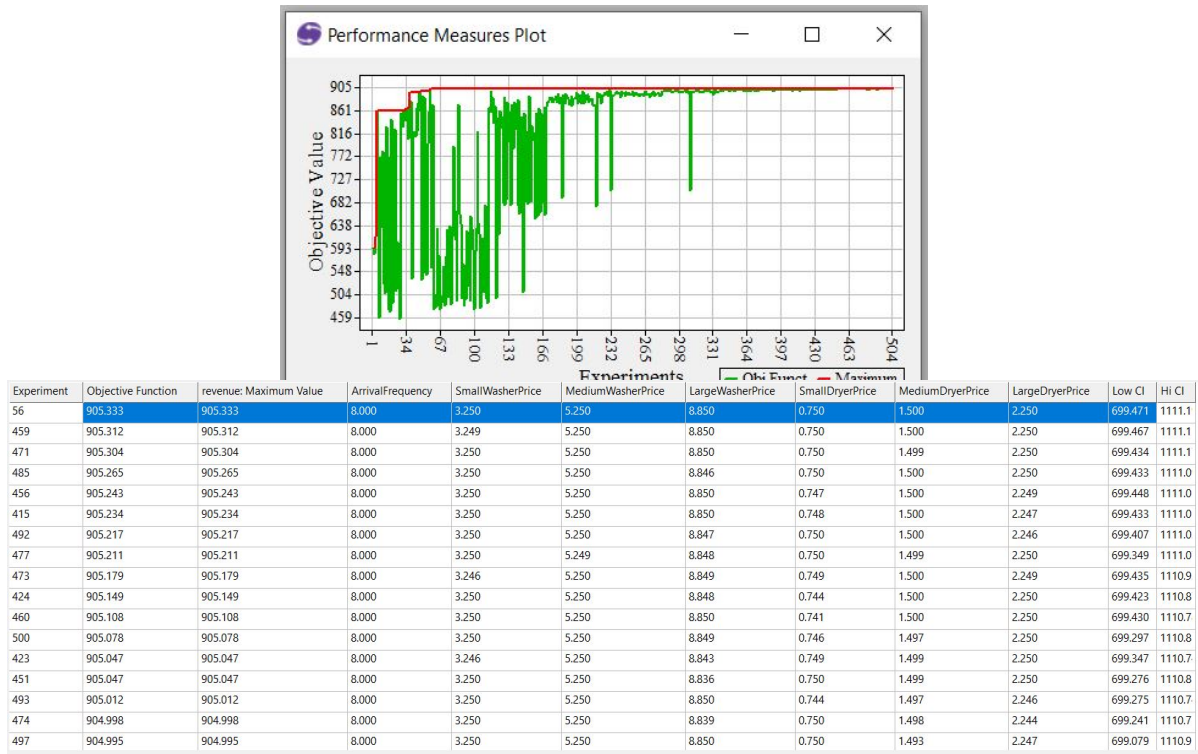 Performance Measures Plot
905
861
816
772
727
682
638
593
548
504
459
Objective Value
1 34 67 100 133 166 199 232 265 298 331 364 397 430 463 504
Experiments
Obj Funct Maximum
Experiment Objective Function revenue: Maximum Value ArrivalFrequency SmallWasherPrice MediumWasherPrice LargeWasherPrice SmallDryerPrice MediumDryerPrice LargeDryerPrice Low CI Hi CI
56 905.333 905.333 8.000 3.250 5.250 8.850 0.750 1.500 2.250 699.471 1111.1
459 905.312 905.312 8.000 3.249 5.250 8.850 0.750 1.500 2.250 699.467 1111.1
471 905.304 905.304 8.000 3.250 5.250 8.850 0.750 1.499 2.250 699.434 1111.1
485 905.265 905.265 8.000 3.250 5.250 8.846 0.750 1.500 2.250 699.433 1111.0
456 905.243 905.243 8.000 3.250 5.250 8.850 0.747 1.500 2.249 699.448 1111.0
415 905.234 905.234 8.000 3.250 5.250 8.850 0.748 1.500 2.247 699.433 1111.0
492 905.217 905.217 8.000 3.250 5.250 8.847 0.750 1.500 2.246 699.407 1111.0
477 905.211 905.211 8.000 3.250 5.249 8.848 0.750 1.499 2.250 699.349 1111.0
473 905.179 905.179 8.000 3.246 5.250 8.849 0.749 1.500 2.249 699.435 1110.9
424 905.149 905.149 8.000 3.250 5.250 8.848 0.744 1.500 2.250 699.423 1110.8
460 905.108 905.108 8.000 3.250 5.250 8.850 0.741 1.500 2.250 699.430 1110.7
500 905.078 905.078 8.000 3.250 5.250 8.849 0.746 1.497 2.250 699.297 1110.8
423 905.047 905.047 8.000 3.246 5.250 8.843 0.749 1.499 2.250 699.347 1110.7
451 905.047 905.047 8.000 3.250 5.250 8.836 0.750 1.499 2.250 699.276 1110.8
493 905.012 905.012 8.000 3.250 5.250 8.850 0.744 1.497 2.246 699.275 1110.7
474 904.998 904.998 8.000 3.250 5.250 8.839 0.750 1.498 2.244 699.241 1110.7
497 904.995 904.995 8.000 3.250 5.250 8.850 0.750 1.493 2.247 699.079 1110.9